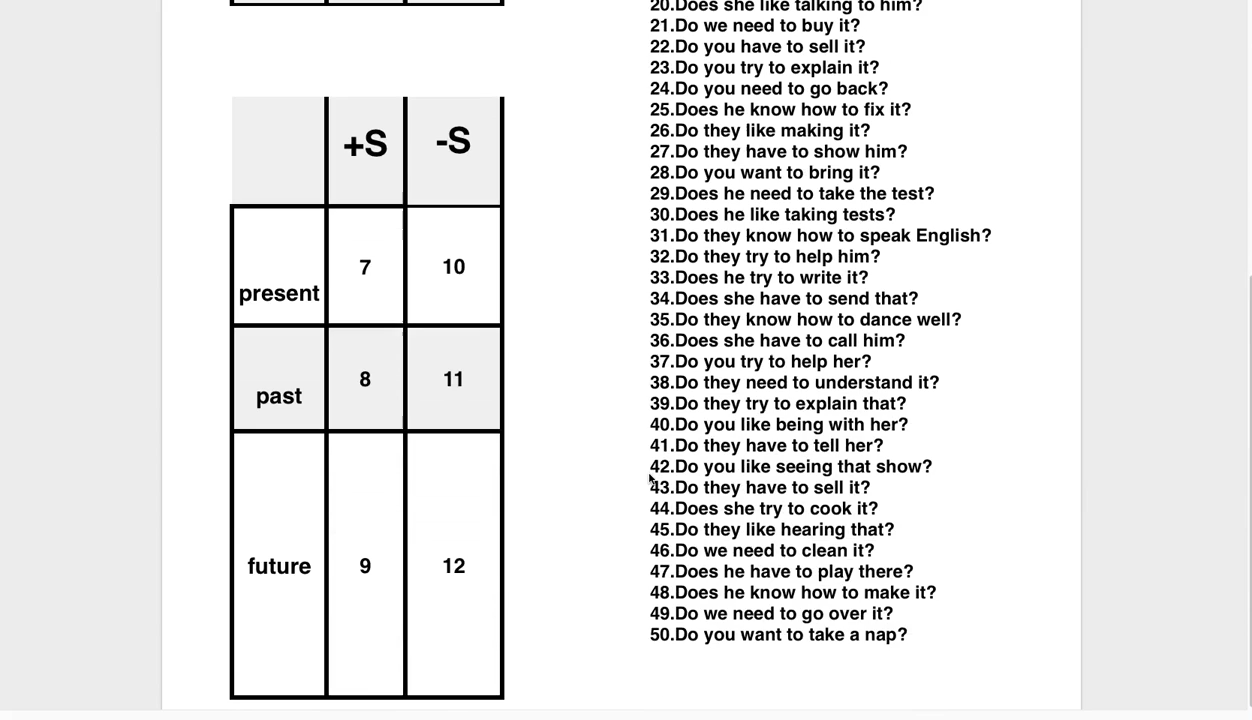 +S -S
present 7 10
past 8 11
future 9 12
20.Does she like talking to him?
21.Do we need to buy it?
22.Do you have to sell it?
23.Do you try to explain it?
24.Do you need to go back?
25.Does he know how to fix it?
26.Do they like making it?
27.Do they have to show him?
28.Do you want to bring it?
29.Does he need to take the test?
30.Does he like taking tests?
31.Do they know how to speak English?
32.Do they try to help him?
33.Does he try to write it?
34.Does she have to send that?
35.Do they know how to dance well?
36.Does she have to call him?
37.Do you try to help her?
38.Do they need to understand it?
39.Do they try to explain that?
40.Do you like being with her?
41.Do they have to tell her?
42.Do you like seeing that show?
43.Do they have to sell it?
44.Does she try to cook it?
45.Do they like hearing that?
46.Do we need to clean it?
47.Does he have to play there?
48.Does he know how to make it?
49.Do we need to go over it?
50.Do you want to take a nap?